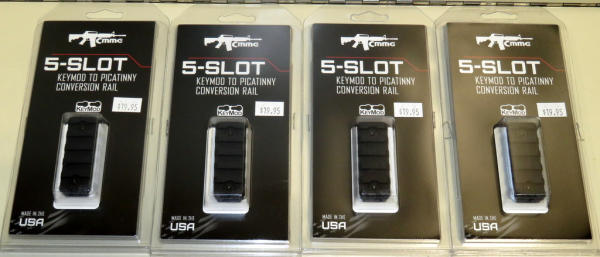 CMMG
5-SLOT
KEYMOD TO PICATINNY
CONVERSION RAIL
$19.95
KEYMOD
MADE IN THE
USA
CMMG
5-SLOT
KEYMOD TO PICATINNY
CONVERSION RAIL
$19.95
KEYMOD
MADE IN THE
USA
CMMG
5-SLOT
KEYMOD TO PICATINNY
CONVERSION RAIL
$19.95
KEYMOD
MADE IN THE
USA
CMMG
5-SLOT
KEYMOD TO PICATINNY
CONVERSION RAIL
$19.95
KEYMOD
MADE IN THE
USA